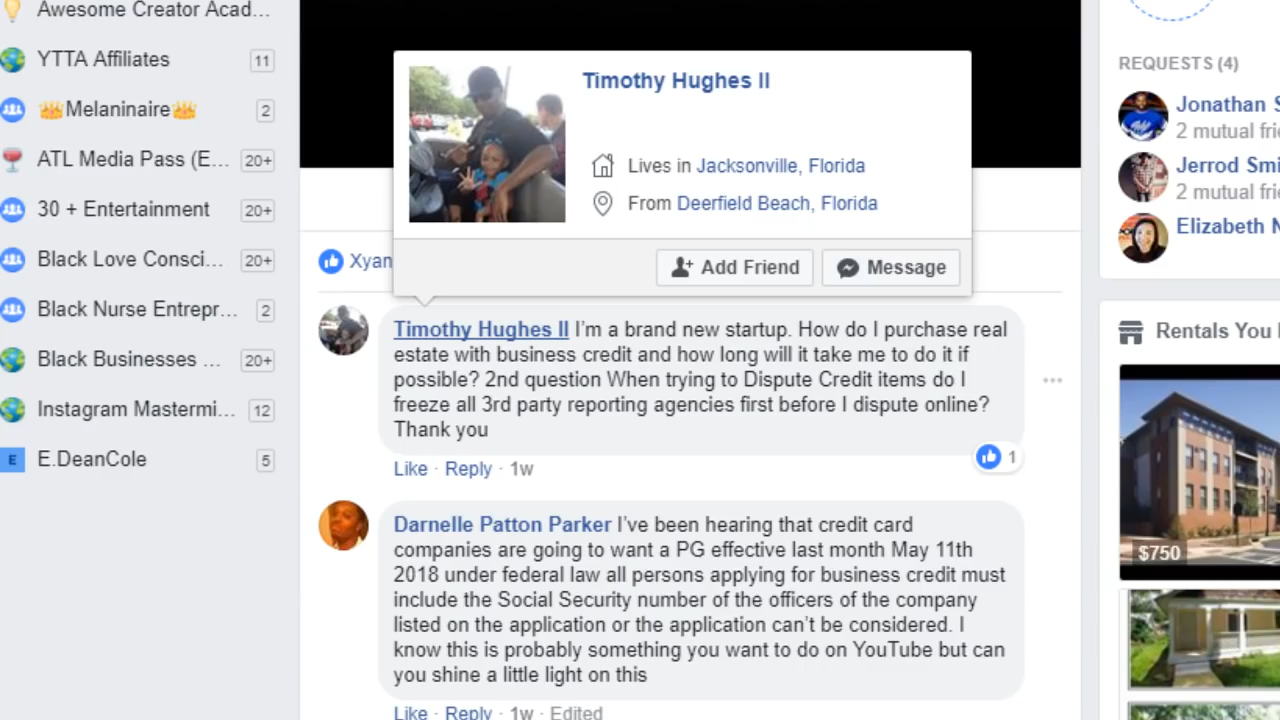 Awesome Creator Acad...
YTTA Affiliates 11
👑Melaninaire👑 2
ATL Media Pass (E... 20+
30 + Entertainment 20+
Black Love Consci... 20+
Black Nurse Entrepr... 2
Black Businesses ... 20+
Instagram Mastermi... 12
E E.DeanCole 5
Timothy Hughes II
Lives in Jacksonville, Florida
From Deerfield Beach, Florida
Add Friend Message
Xyan
Timothy Hughes II I'm a brand new startup. How do I purchase real
estate with business credit and how long will it take me to do it if
possible? 2nd question When trying to Dispute Credit items do I
freeze all 3rd party reporting agencies first before I dispute online?
Thank you
1
Like · Reply · 1w
Darnelle Patton Parker I've been hearing that credit card
companies are going to want a PG effective last month May 11th
2018 under federal law all persons applying for business credit must
include the Social Security number of the officers of the company
listed on the application or the application can't be considered. I
know this is probably something you want to do on YouTube but can
you shine a little light on this
Like · Reply · 1w · Edited
REQUESTS (4)
Jonathan S
2 mutual frie
Jerrod Smi
2 mutual frie
Elizabeth N
Rentals You
$750